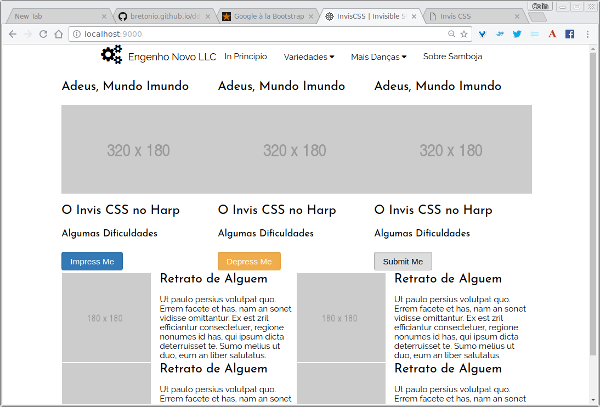 Cain
New Tab
bretonio.github.io/do
Google à la Bootstrap
InvisCSS | Invisible S
Invis CSS
localhost:9000
Engenho Novo LLC In Principio Variedades Mais Danças Sobre Samboja
Adeus, Mundo Imundo Adeus, Mundo Imundo Adeus, Mundo Imundo
320 x 180 320 x 180 320 x 180
O Invis CSS no Harp O Invis CSS no Harp O Invis CSS no Harp
Algumas Dificuldades Algumas Dificuldades Algumas Dificuldades
Impress Me Depress Me Submit Me
180 x 180
Retrato de Alguem
Ut paulo persius volutpat quo.
Errem facete et has, nam an sonet
vidisse omittantur. Ex est zril
efficiantur consectetuer, regione
nonumes id has, qui ipsum dicta
deterruisset te. Sumo melius ut
duo, eum an liber salutatus.
180 x 180
Retrato de Alguem
Ut paulo persius volutpat quo.
Errem facete et has, nam an sonet
vidisse omittantur. Ex est zril
efficiantur consectetuer, regione
nonumes id has, qui ipsum dicta
deterruisset te. Sumo melius ut
duo, eum an liber salutatus.
Retrato de Alguem
Ut paulo persius volutpat quo.
Errem facete et has, nam an sonet
Retrato de Alguem
Ut paulo persius volutpat quo.
Errem facete et has, nam an sonet